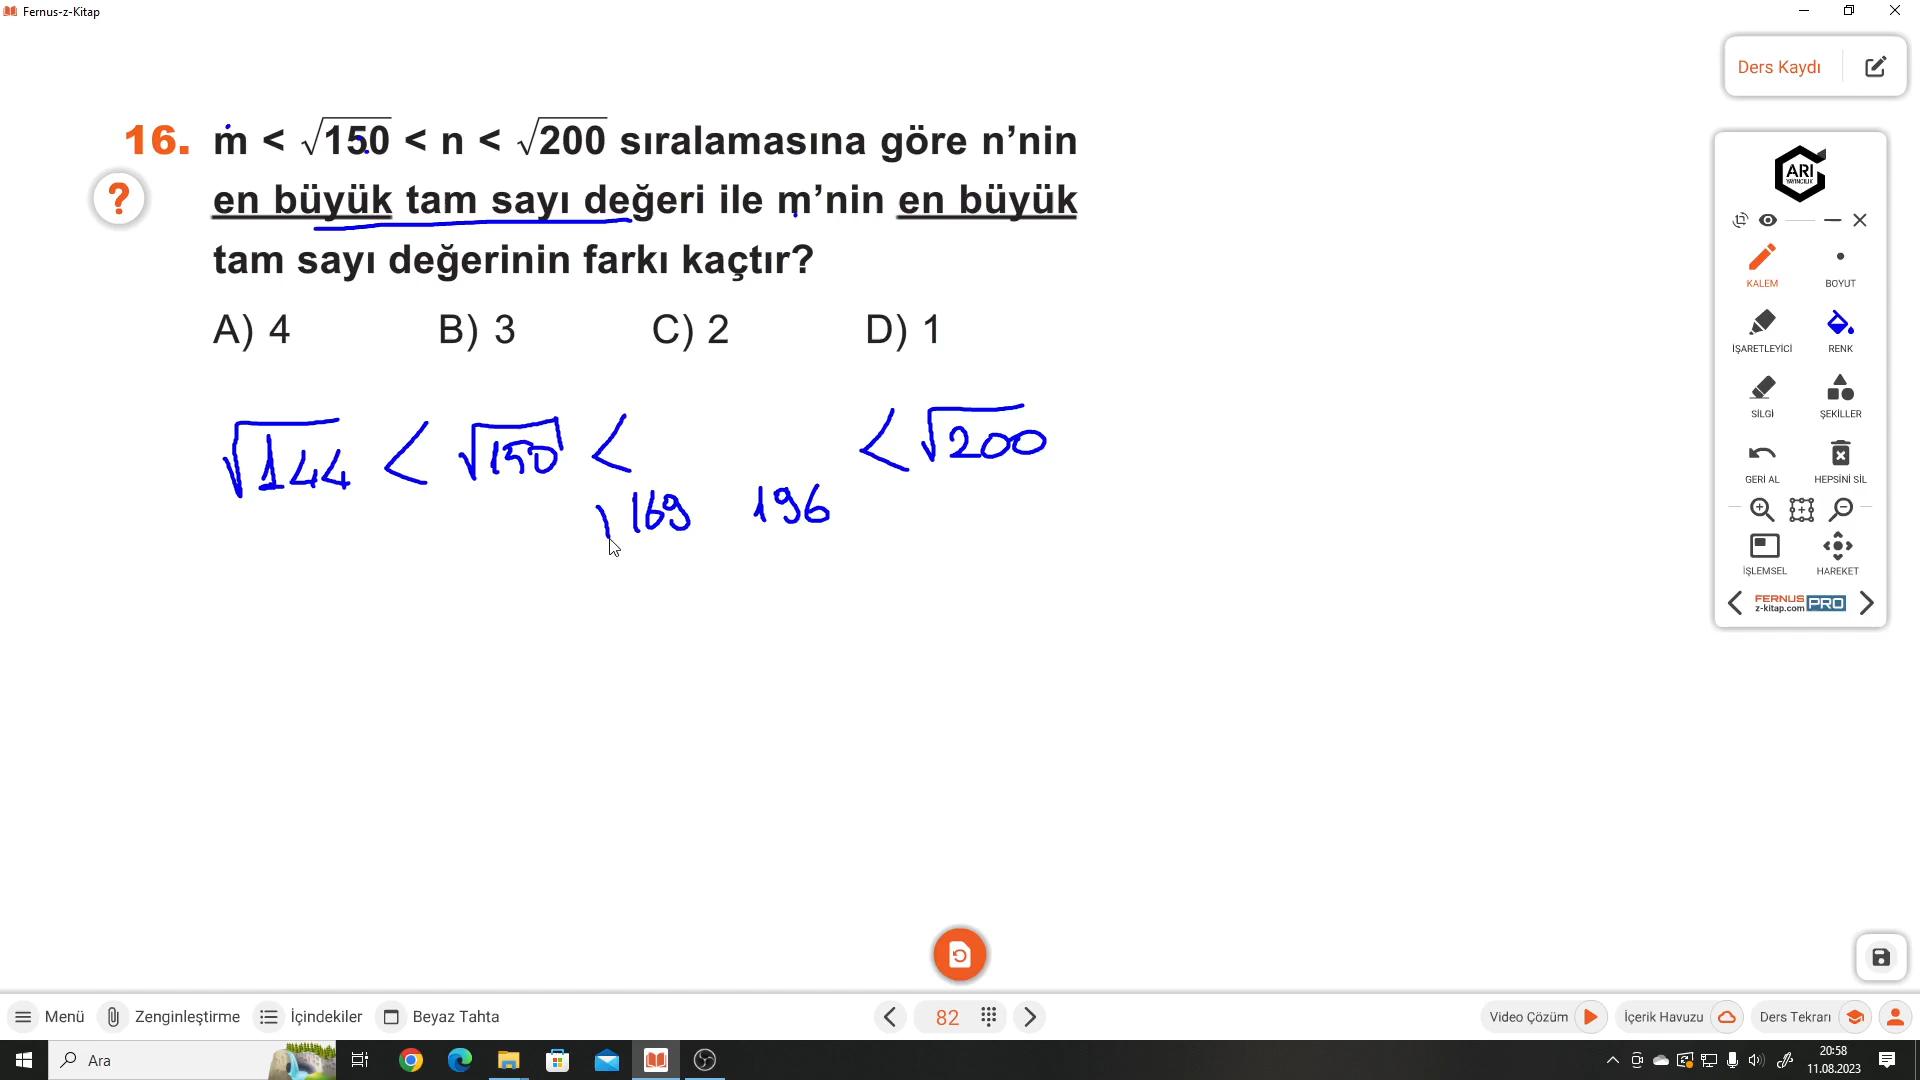 Fernus-z-Kitap
Ders Kaydı
16. m < √150 < n < √200 sıralamasına göre n’nin
en büyük tam sayı değeri ile m’nin en büyük
tam sayı değerinin farkı kaçtır?
?
A) 4 B) 3 C) 2 D) 1
√144 < √150 < < √200
169 196
ARI
YAYINCILIK
KALEM BOYUT
İŞARETLEYİCİ RENK
SİLGİ ŞEKİLLER
GERİ AL HEPSİNİ SİL
İŞLEMSEL HAREKET
FERNUS
z-kitap.com PRO
Menü Zenginleştirme İçindekiler Beyaz Tahta 82 Video Çözüm İçerik Havuzu Ders Tekrarı
Ara
20:58
11.08.2023